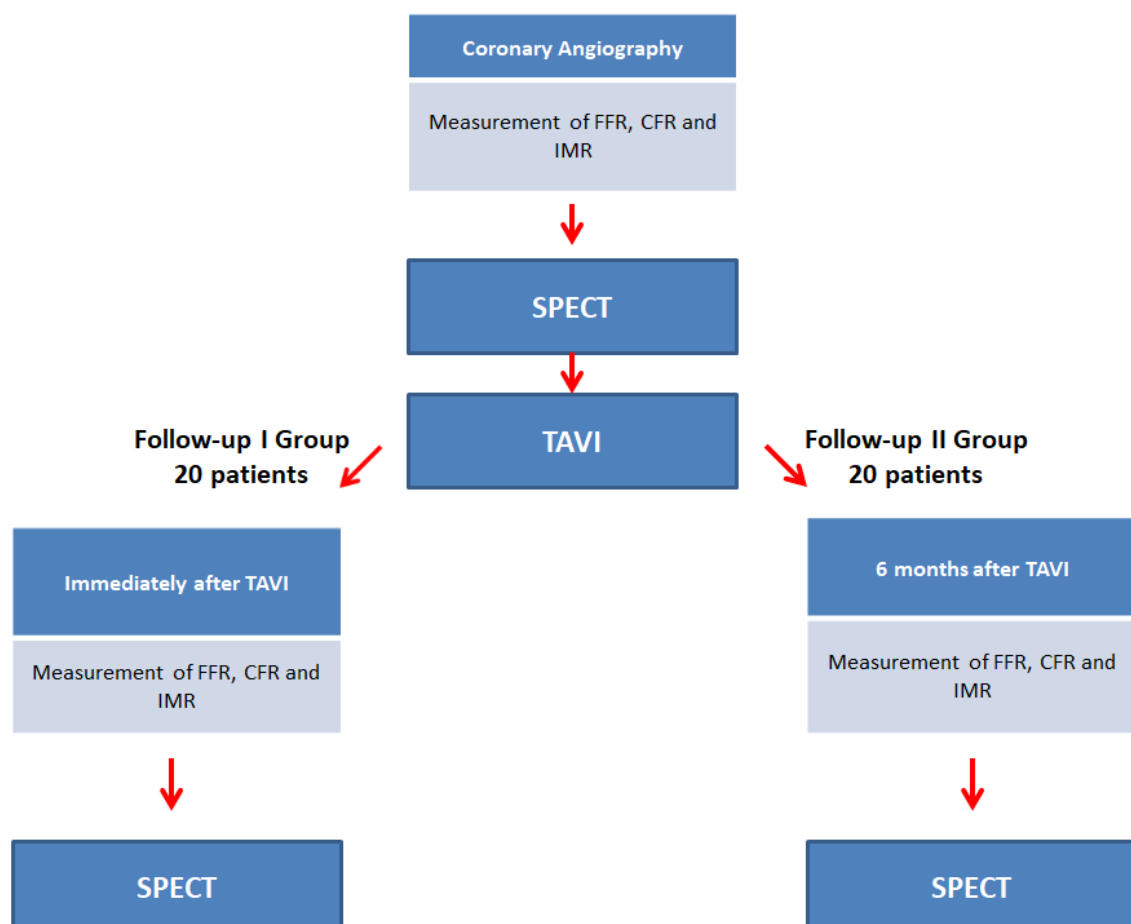 Coronary Angiography
Measurement of FFR, CFR and
IMR
SPECT
TAVI
Follow-up I Group
20 patients
Follow-up II Group
20 patients
Immediately after TAVI
Measurement of FFR, CFR and
IMR
SPECT
6 months after TAVI
Measurement of FFR, CFR and
IMR
SPECT